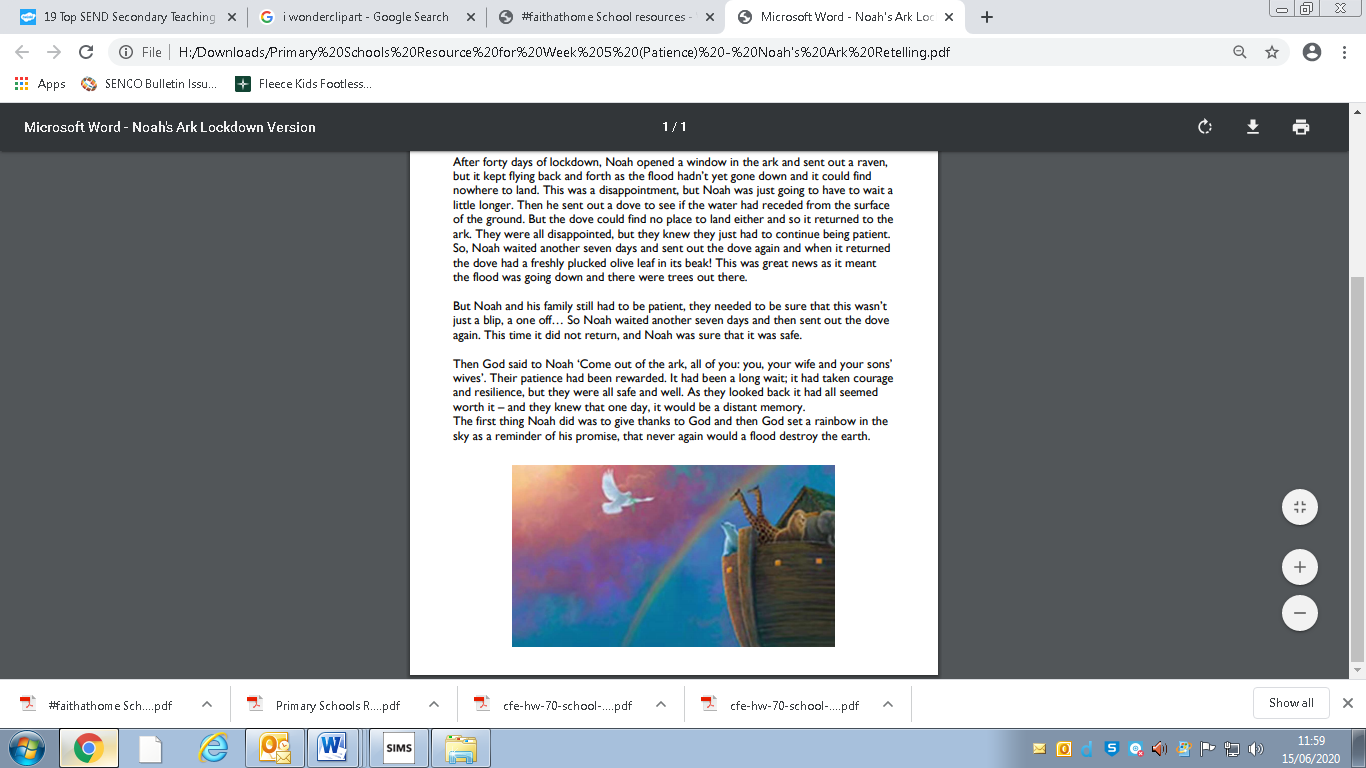 19 Top SEND Secondary Teaching
i wonderclipart - Google Search
#faithathome School resources -
Microsoft Word - Noah's Ark Loc
File
H:/Downloads/Primary%20Schools%20Resource%20for%20Week%205%20(Patience)%20-%20Noah's%20Ark%20Retelling.pdf
Apps
SENCO Bulletin Issu...
Fleece Kids Footless...
Microsoft Word - Noah's Ark Lockdown Version
1 / 1
After forty days of lockdown, Noah opened a window in the ark and sent out a raven,
but it kept flying back and forth as the flood hadn't yet gone down and it could find
nowhere to land. This was a disappointment, but Noah was just going to have to wait a
little longer. Then he sent out a dove to see if the water had receded from the surface
of the ground. But the dove could find no place to land either and so it returned to the
ark. They were all disappointed, but they knew they just had to continue being patient.
So, Noah waited another seven days and sent out the dove again and when it returned
the dove had a freshly plucked olive leaf in its beak! This was great news as it meant
the flood was going down and there were trees out there.
But Noah and his family still had to be patient, they needed to be sure that this wasn't
just a blip, a one off… So Noah waited another seven days and then sent out the dove
again. This time it did not return, and Noah was sure that it was safe.
Then God said to Noah 'Come out of the ark, all of you: you, your wife and your sons'
wives'. Their patience had been rewarded. It had been a long wait; it had taken courage
and resilience, but they were all safe and well. As they looked back it had all seemed
worth it – and they knew that one day, it would be a distant memory.
The first thing Noah did was to give thanks to God and then God set a rainbow in the
sky as a reminder of his promise, that never again would a flood destroy the earth.
#faithathome Sch....pdf
Primary Schools R....pdf
cfe-hw-70-school-....pdf
cfe-hw-70-school-....pdf
Show all
SIMS
11:59
15/06/2020